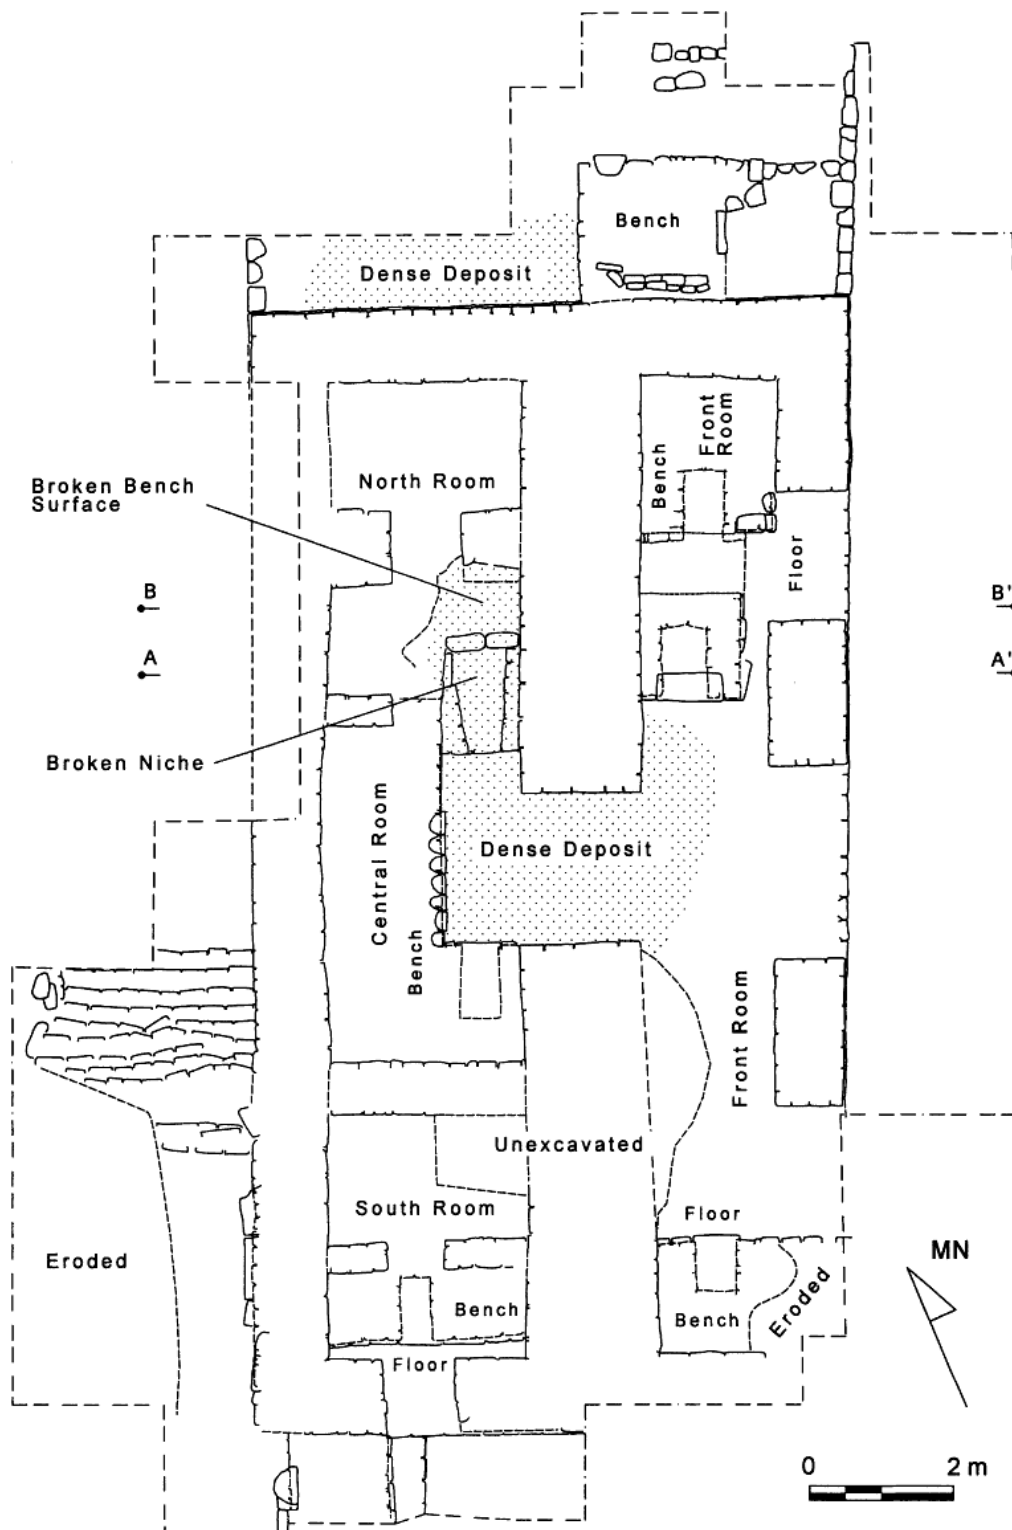 Bench
Dense Deposit
Front
Room
Bench
North Room
Broken Bench
Surface
Floor
B
B'
A
A'
Broken Niche
Central Room
Dense Deposit
Bench
Front Room
Unexcavated
South Room
Floor
Eroded
MN
Bench
Bench
Eroded
Floor
0
2 m